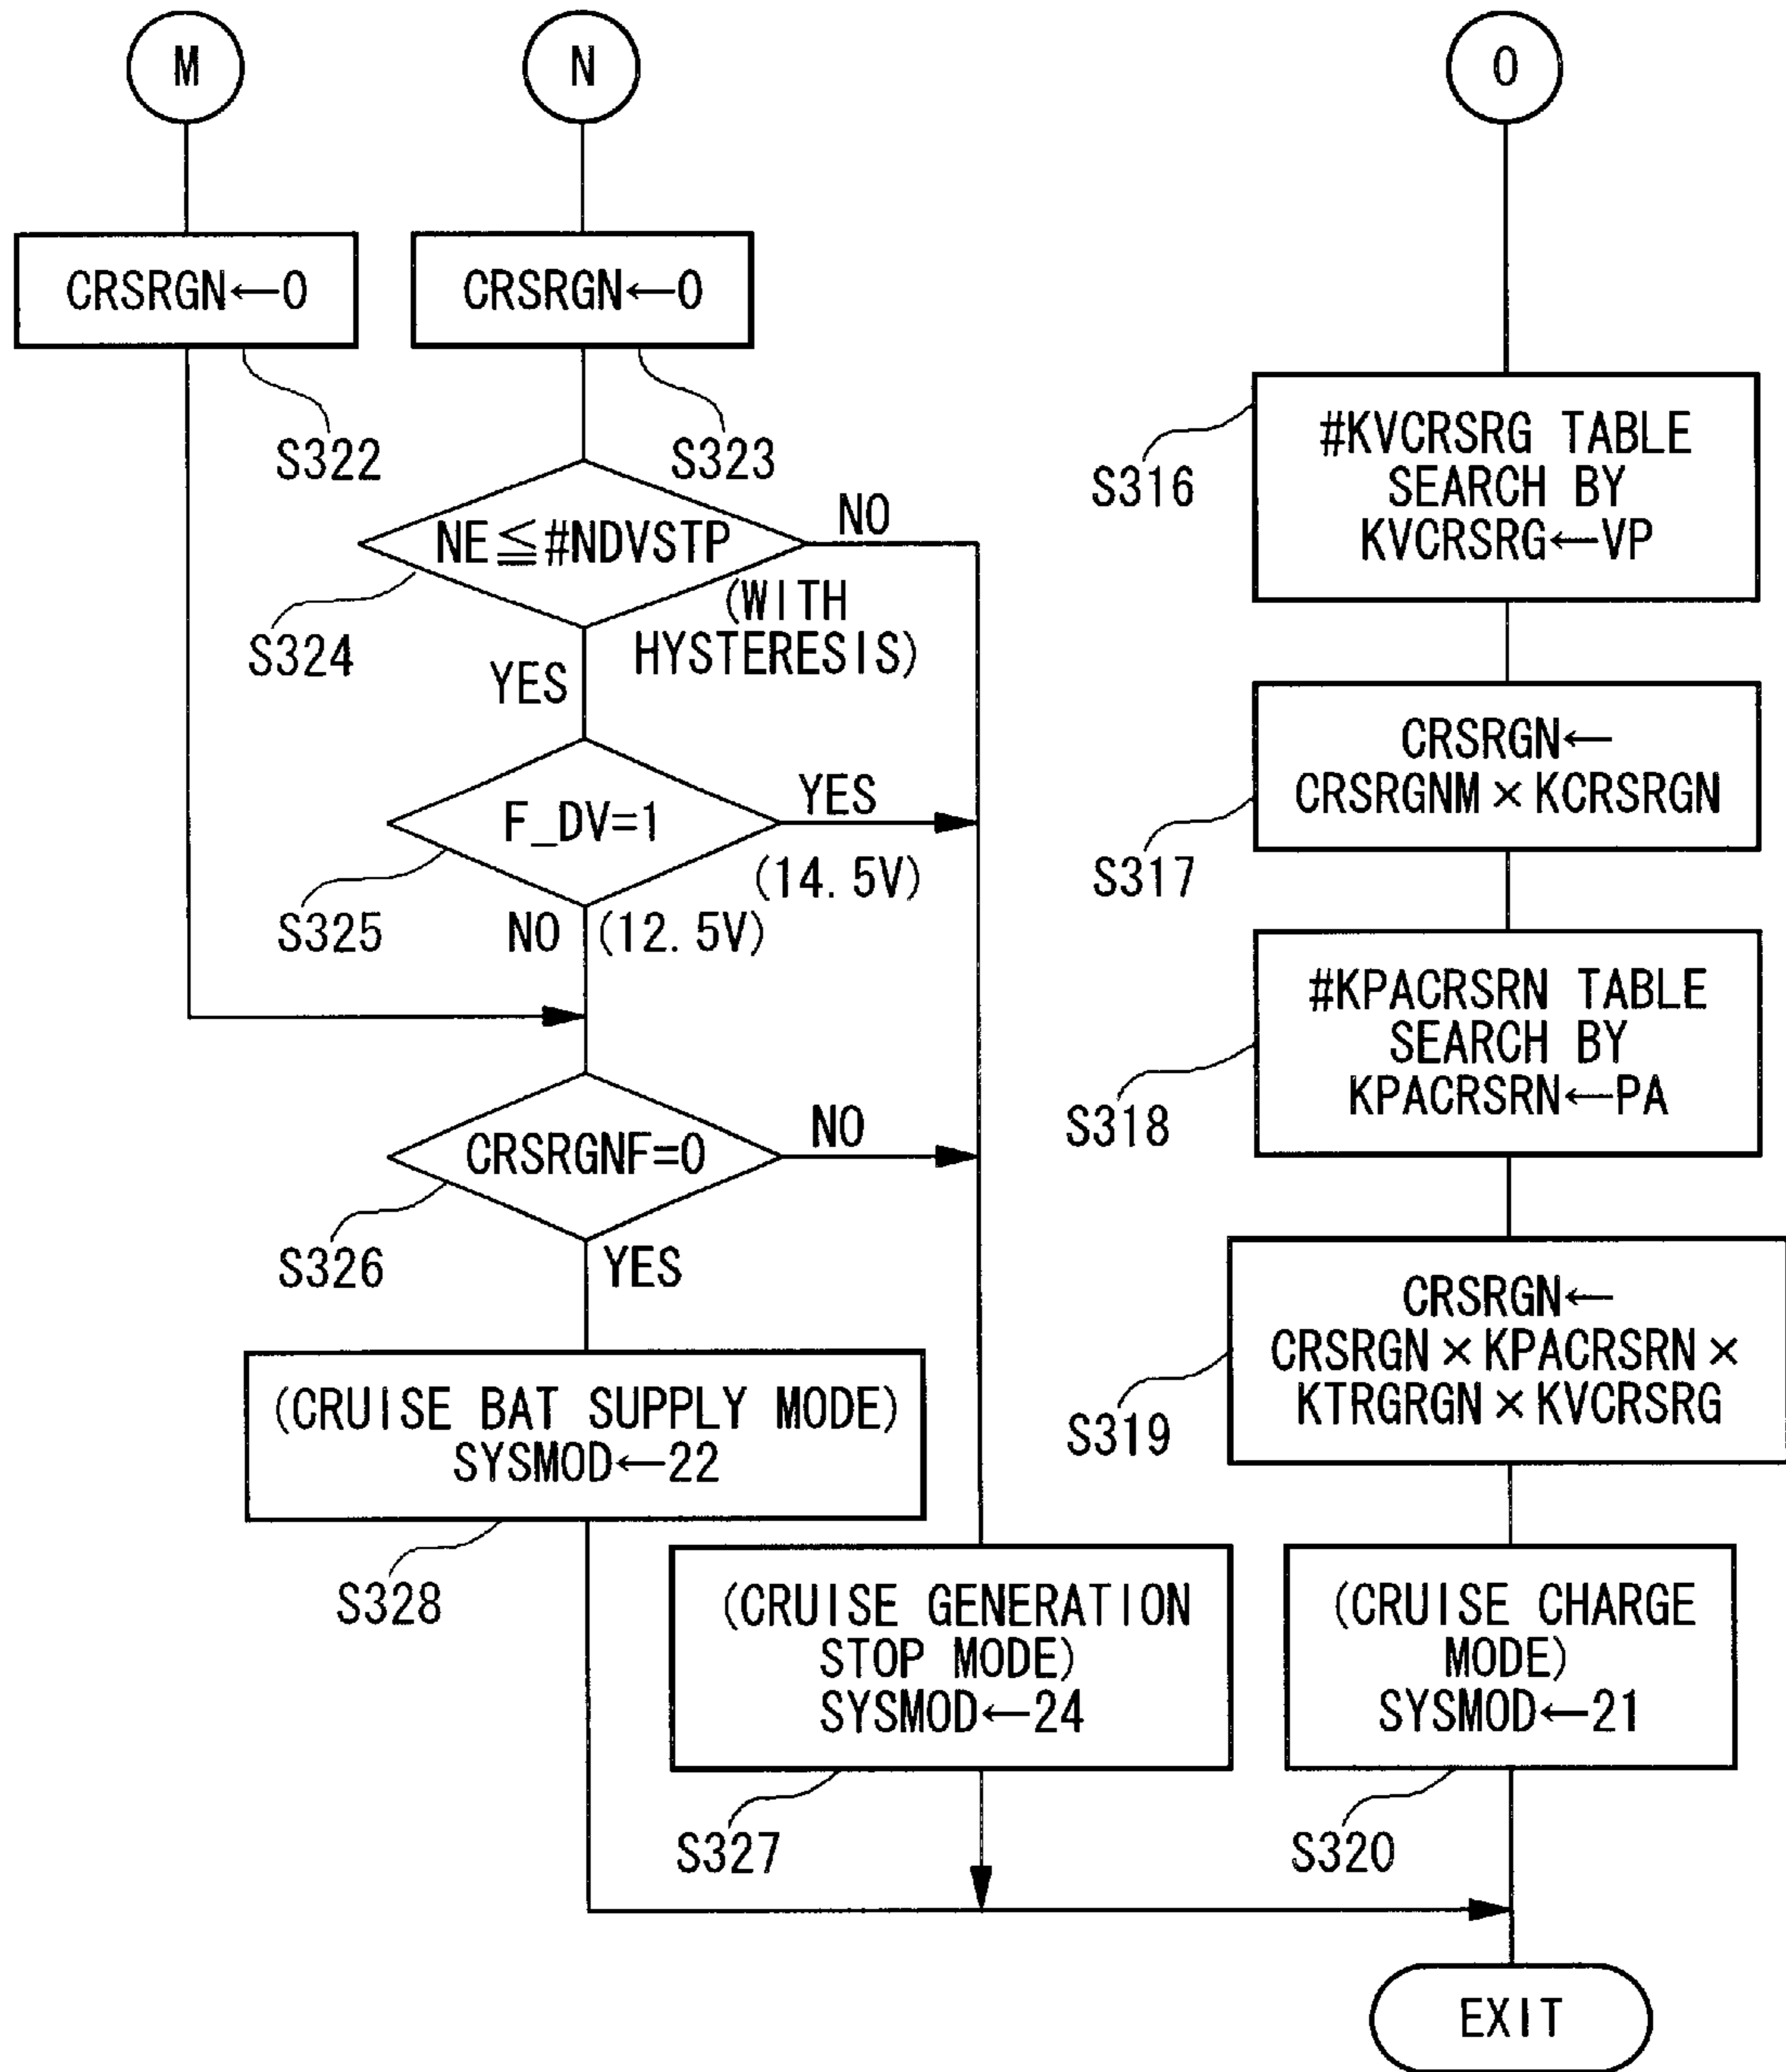 M
N
O
CRSRGN←0
CRSRGN←0
S322
S323
NE≦#NDVSTP
NO
(WITH
HYSTERESIS)
S324
YES
F_DV=1
YES
(14.5V)
S325
NO
(12.5V)
CRSRGNF=0
NO
S326
YES
(CRUISE BAT SUPPLY MODE)
SYSMOD←22
S328
(CRUISE GENERATION
STOP MODE)
SYSMOD←24
S327
#KVCRSRG TABLE
SEARCH BY
KVCRSRG←VP
S316
CRSRGN←
CRSRGNM×KCRSRGN
S317
#KPACRSRN TABLE
SEARCH BY
KPACRSRN←PA
S318
CRSRGN←
CRSRGN×KPACRSRN×
KTRGRGN×KVCRSRG
S319
(CRUISE CHARGE
MODE)
SYSMOD←21
S320
EXIT